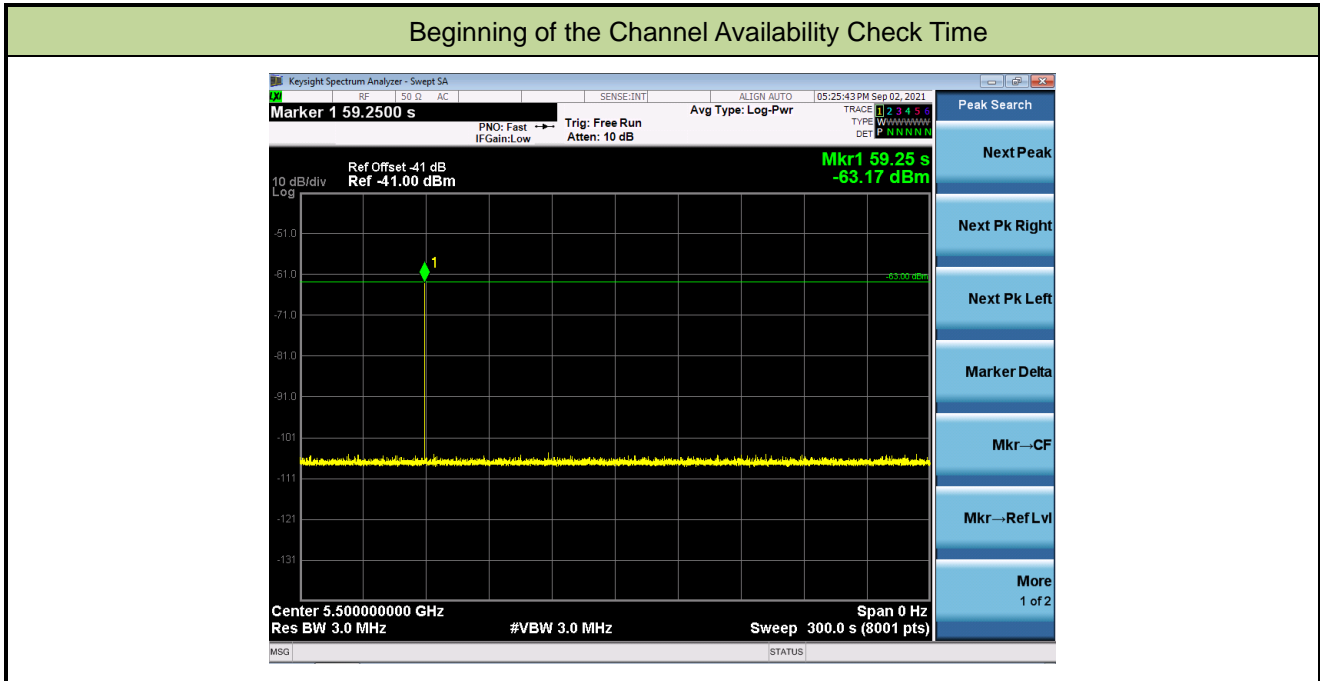 Beginning of the Channel Availability Check Time
Keysight Spectrum Analyzer - Swept SA
LXI RF 50 Ω AC SENSE:INT ALIGN AUTO 05:25:43 PM Sep 02, 2021
Marker 1 59.2500 s
PNO: Fast
IFGain:Low
Trig: Free Run
Atten: 10 dB
Avg Type: Log-Pwr
TRACE 1 2 3 4 5 6
TYPE WWWWWW
DET P NNNNN
Peak Search
Next Peak
Next Pk Right
Next Pk Left
Marker Delta
Mkr→CF
Mkr→Ref Lvl
More
1 of 2
Mkr1 59.25 s
-63.17 dBm
Ref Offset -41 dB
10 dB/div Ref -41.00 dBm
Log
-51.0
1
-61.0
-63.00 dBm
-71.0
-81.0
-91.0
-101
-111
-121
-131
Center 5.500000000 GHz Span 0 Hz
Res BW 3.0 MHz #VBW 3.0 MHz Sweep 300.0 s (8001 pts)
MSG STATUS